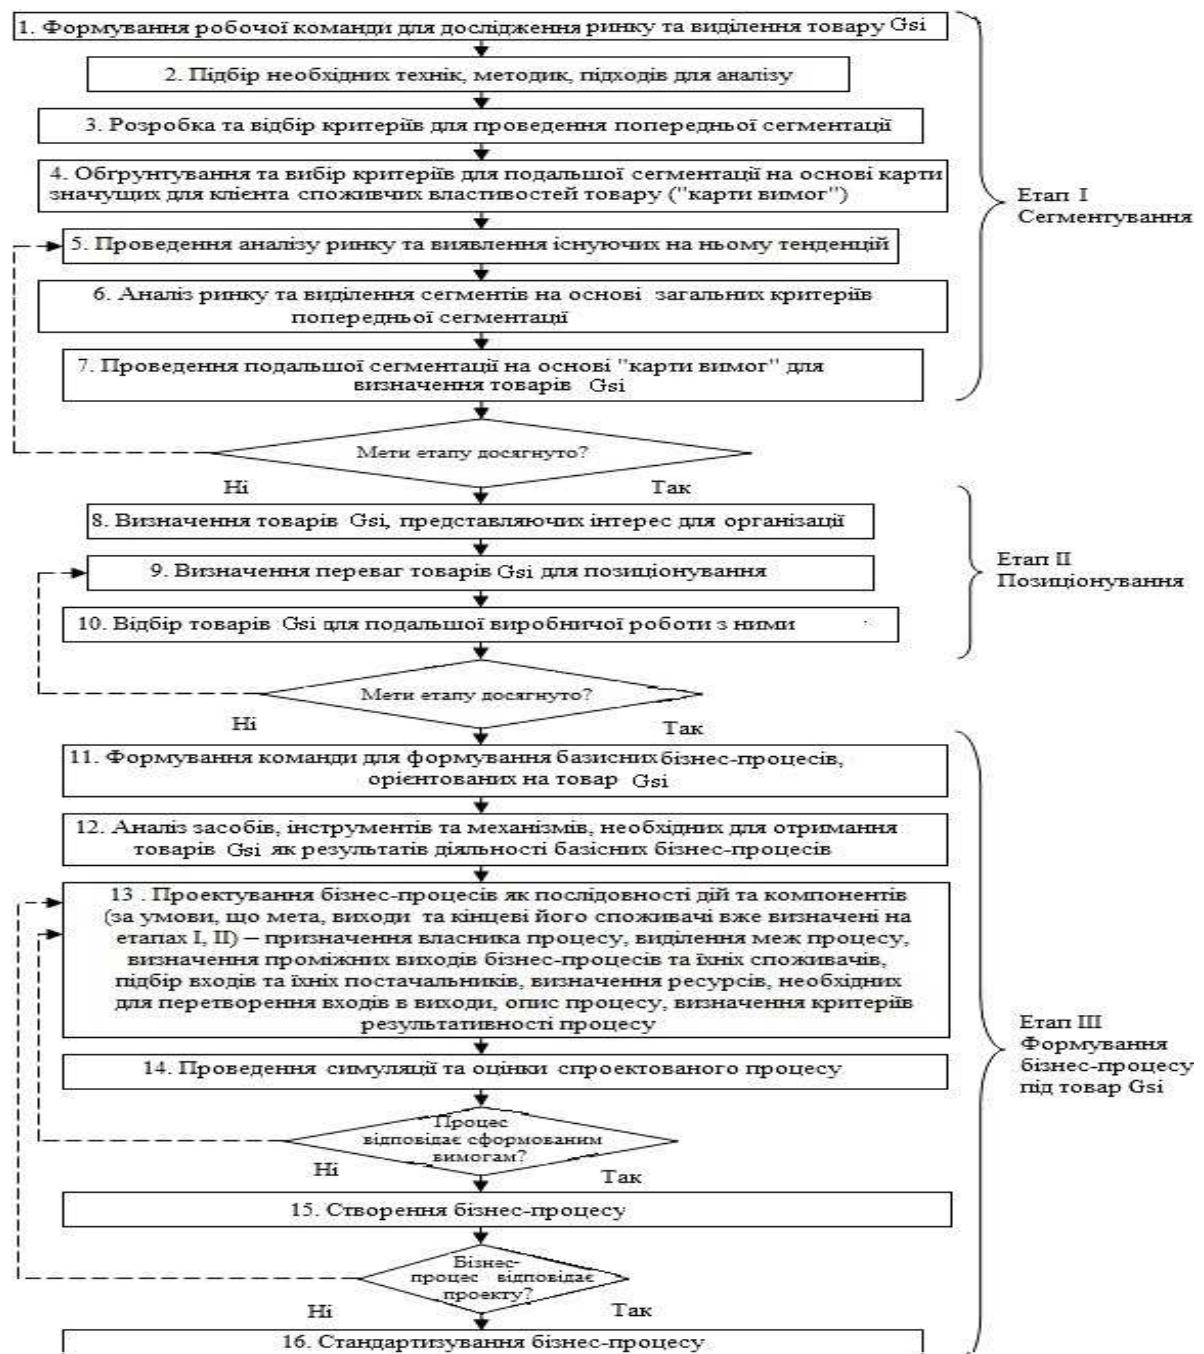 1. Формування робочої команди для дослідження ринку та виділення товару Gsi
2. Підбір необхідних технік, методик, підходів для аналізу
3. Розробка та відбір критеріїв для проведення попередньої сегментації
4. Обґрунтування та вибір критеріїв для подальшої сегментації на основі карти
значущих для клієнта споживчих властивостей товару ("карти вимог")
Етап I
Сегментування
5. Проведення аналізу ринку та виявлення існуючих на ньому тенденцій
6. Аналіз ринку та виділення сегментів на основі загальних критеріїв
попередньої сегментації
7. Проведення подальшої сегментації на основі "карти вимог" для
визначення товарів Gsi
Мети етапу досягнуто?
Ні Так
8. Визначення товарів Gsi, представляючих інтерес для організації
9. Визначення переваг товарів Gsi для позиціонування
Етап II
Позиціонування
10. Відбір товарів Gsi для подальшої виробничої роботи з ними
Мети етапу досягнуто?
Ні Так
11. Формування команди для формування базисних бізнес-процесів,
орієнтованих на товар Gsi
12. Аналіз засобів, інструментів та механізмів, необхідних для отримання
товарів Gsi як результатів діяльності базісних бізнес-процесів
13 . Проектування бізнес-процесів як послідовності дій та компонентів
(за умови, що мета, виходи та кінцеві його споживачі вже визначені на
етапах I, II) – призначення власника процесу, виділення меж процесу,
визначення проміжних виходів бізнес-процесів та їхніх споживачів,
підбір входів та їхніх постачальників, визначення ресурсів, необхідних
для перетворення входів в виходи, опис процесу, визначення критеріїв
результативності процесу
Етап III
Формування
бізнес-процесу
під товар Gsi
14. Проведення симуляції та оцінки спроектованого процесу
Процес
відповідає сформованим
вимогам?
Ні Так
15. Створення бізнес-процесу
Бізнес-
процес відповідає
проекту?
Ні Так
16. Стандартизування бізнес-процесу